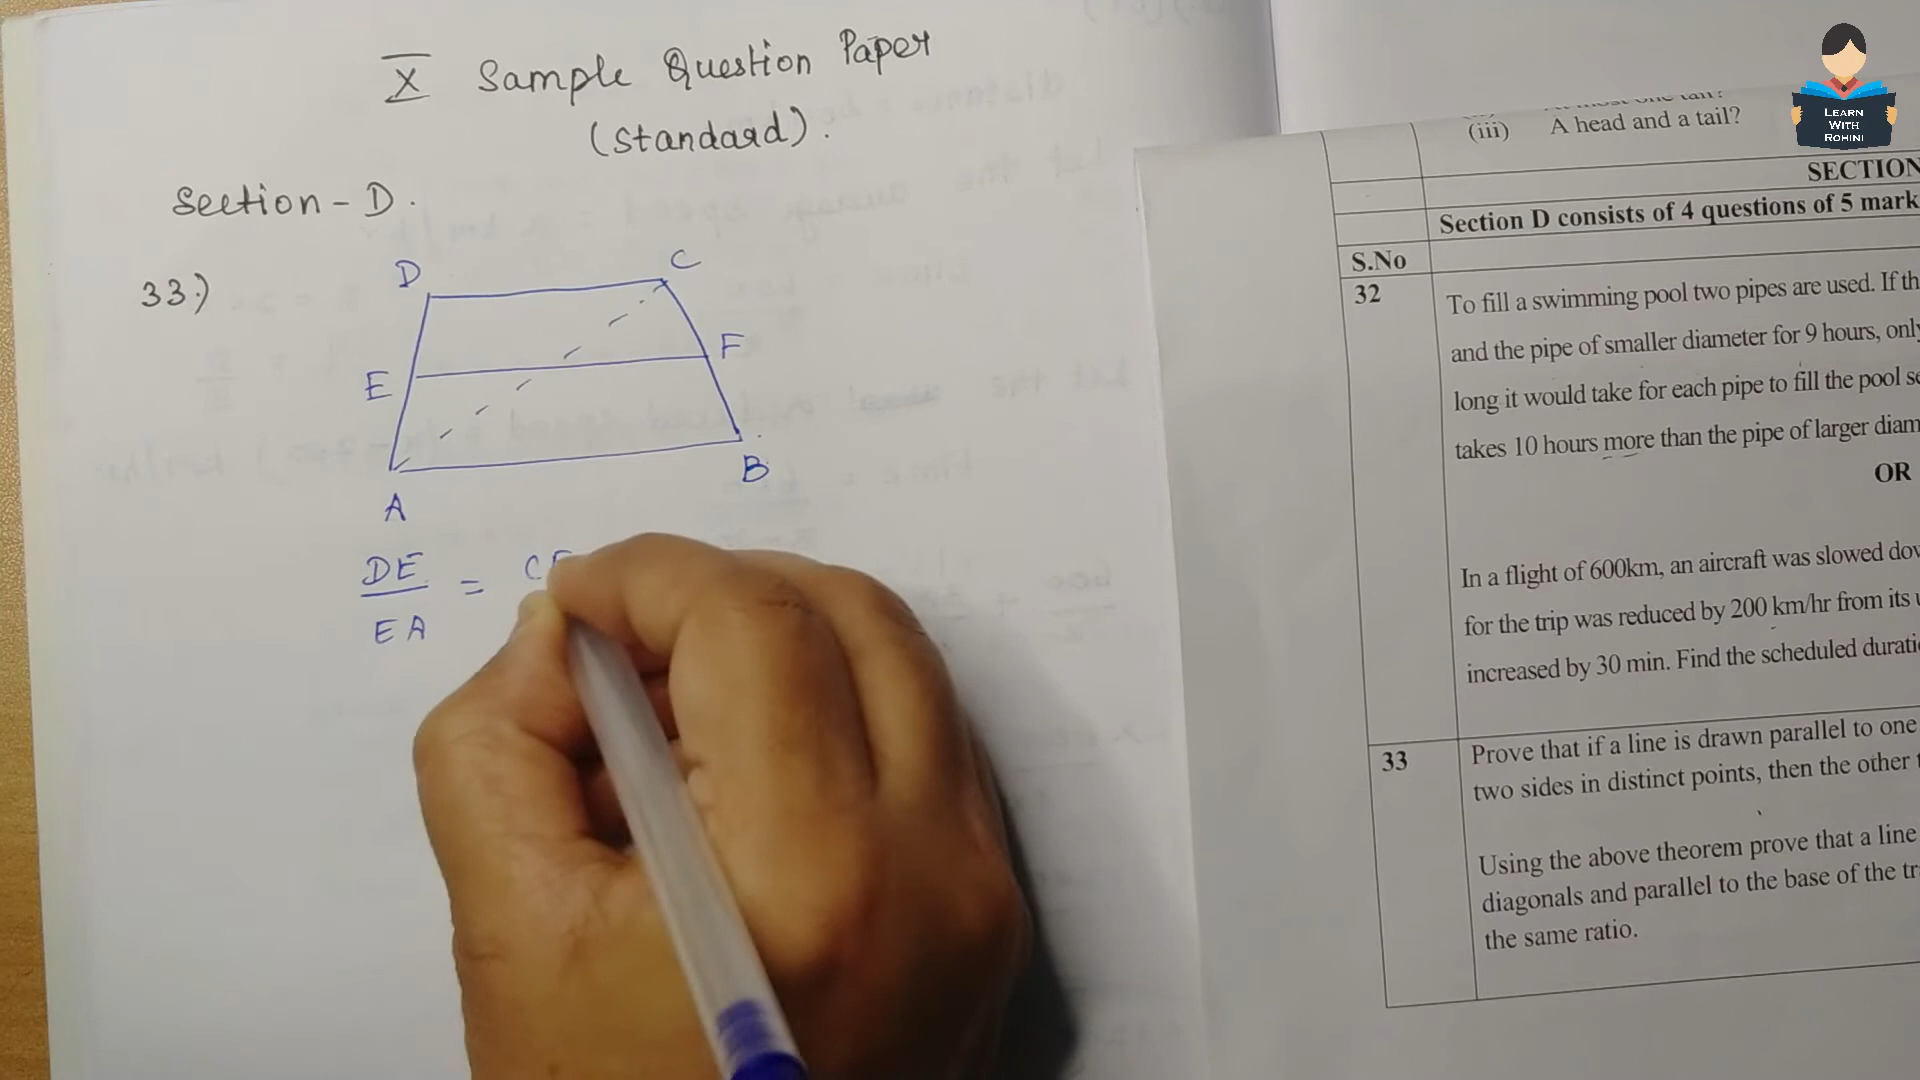 X Sample Question Paper
(Standard).
Section - D.
33.)
D
C
E
F
A
B
DE
EA
=
LEARN
WITH
ROHINI
(iii) A head and a tail?
SECTION
Section D consists of 4 questions of 5 mark
S.No
32
To fill a swimming pool two pipes are used. If th
and the pipe of smaller diameter for 9 hours, only
long it would take for each pipe to fill the pool se
takes 10 hours more than the pipe of larger diam
OR
In a flight of 600km, an aircraft was slowed dow
for the trip was reduced by 200 km/hr from its u
increased by 30 min. Find the scheduled durati
33
Prove that if a line is drawn parallel to one
two sides in distinct points, then the other t
Using the above theorem prove that a line
diagonals and parallel to the base of the tr
the same ratio.